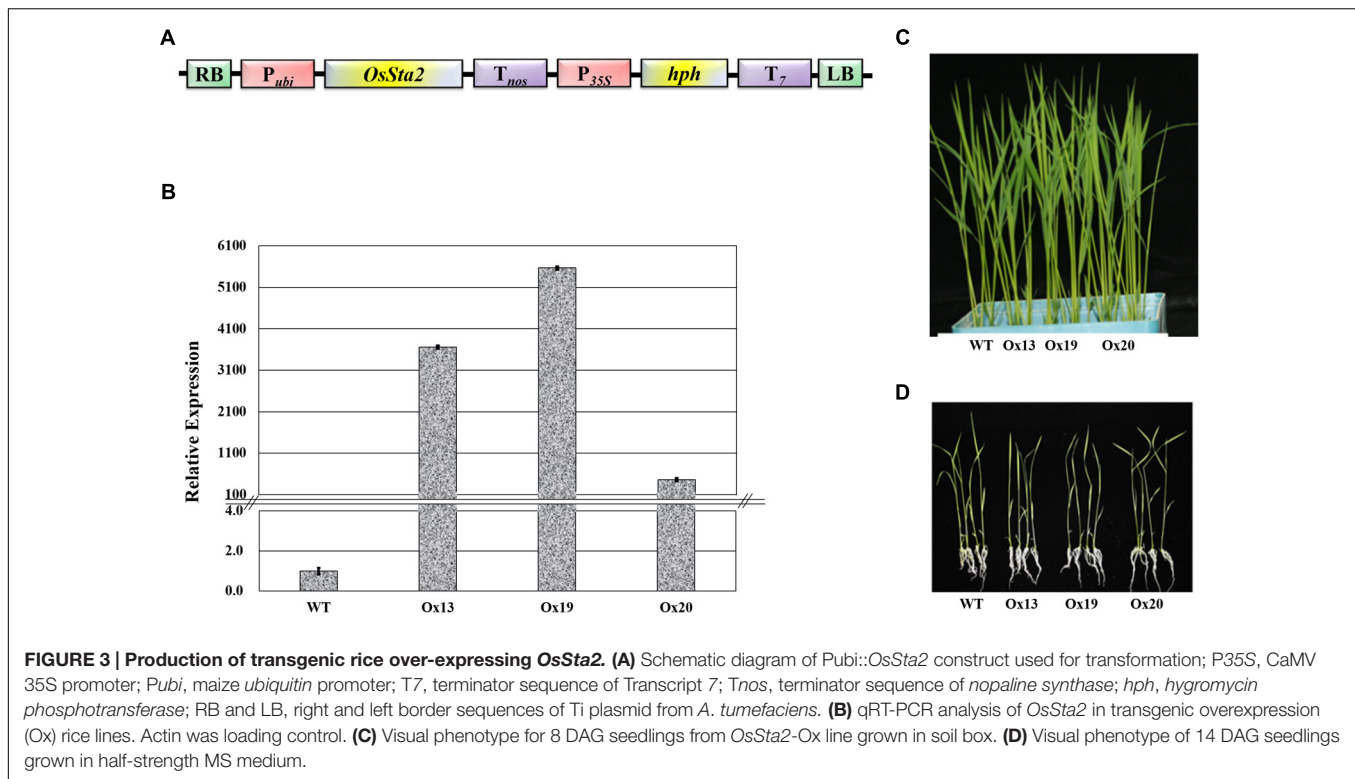 A
RB Pubi OsSta2 Tnos P35S hph T7 LB
B
Relative Expression
6100
5100
4100
3100
2100
1100
100
4.0
2.0
0.0
WT Ox13 Ox19 Ox20
C
WT Ox13 Ox19 Ox20
D
WT Ox13 Ox19 Ox20
FIGURE 3 | Production of transgenic rice over-expressing OsSta2. (A) Schematic diagram of Pubi::OsSta2 construct used for transformation; P35S, CaMV
35S promoter; Pubi, maize ubiquitin promoter; T7, terminator sequence of Transcript 7; Tnos, terminator sequence of nopaline synthase; hph, hygromycin
phosphotransferase; RB and LB, right and left border sequences of Ti plasmid from A. tumefaciens. (B) qRT-PCR analysis of OsSta2 in transgenic overexpression
(Ox) rice lines. Actin was loading control. (C) Visual phenotype for 8 DAG seedlings from OsSta2-Ox line grown in soil box. (D) Visual phenotype of 14 DAG seedlings
grown in half-strength MS medium.